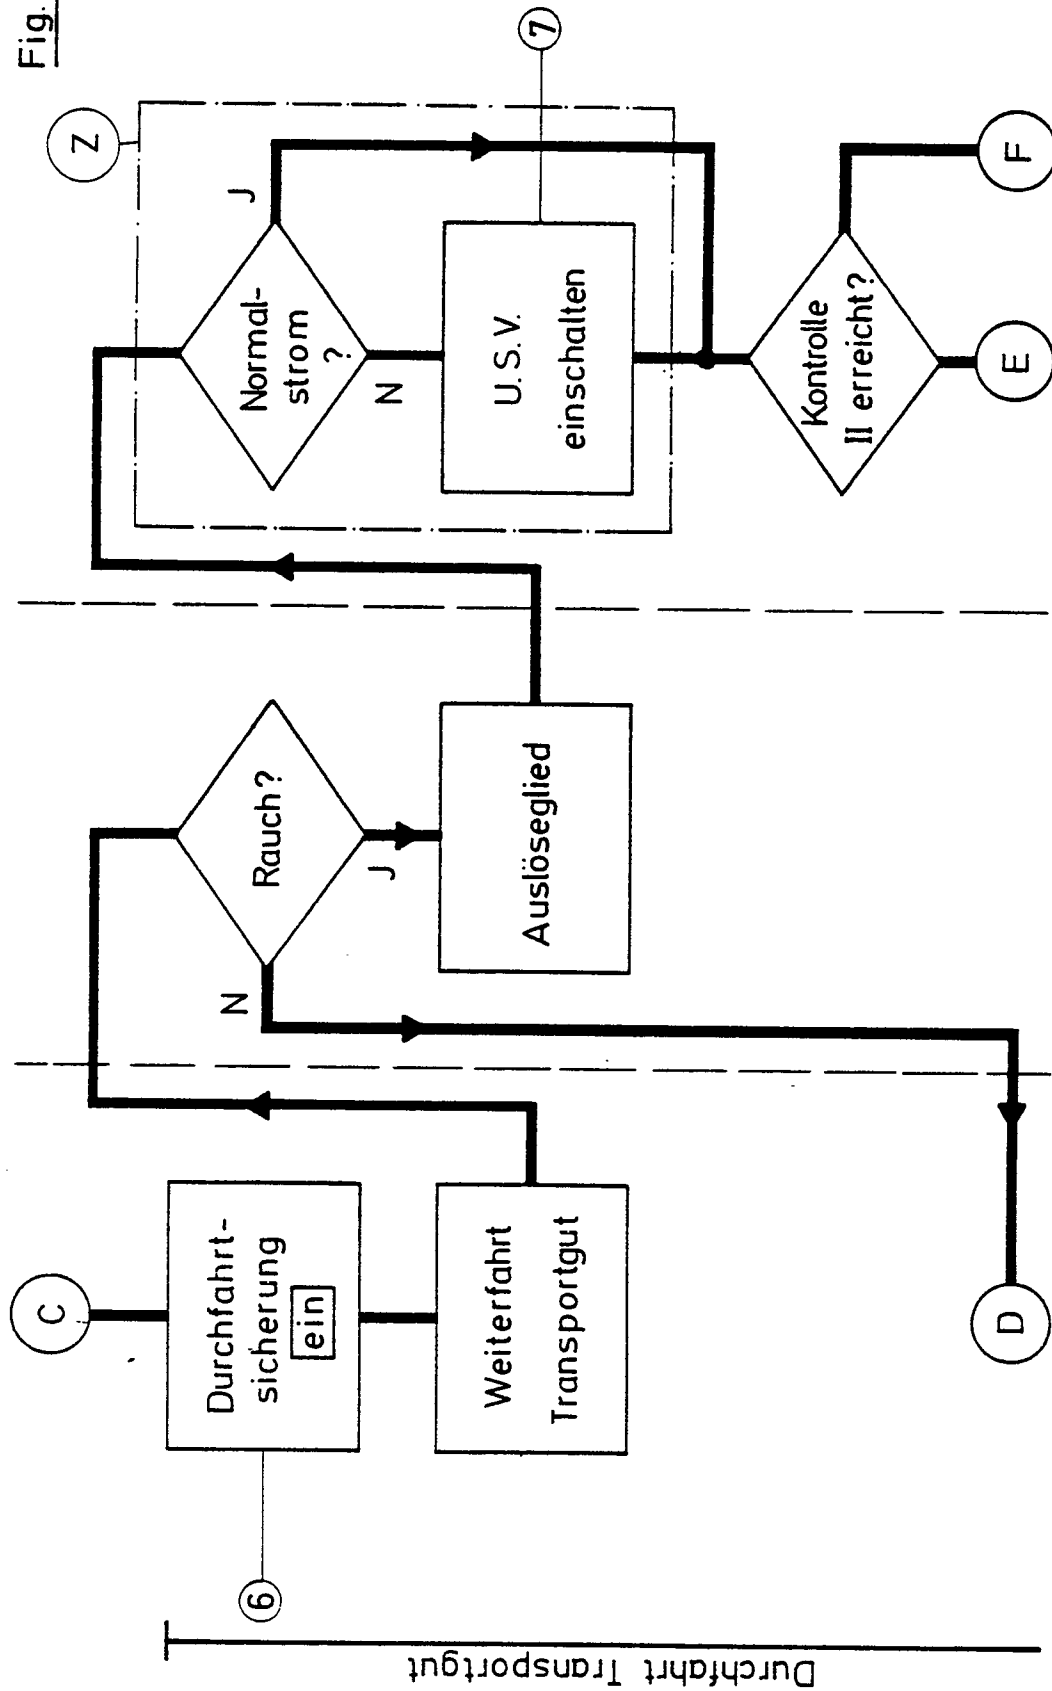 Fig.
C
Durchfahrt-
sicherung
ein
6
Weiterfahrt
Transportgut
Rauch?
N
J
Auslöseglied
D
Z
Normal-
strom
?
J
N
U.S.V.
einschalten
7
Kontrolle
II erreicht?
E
F
Durchfahrt Transportgut